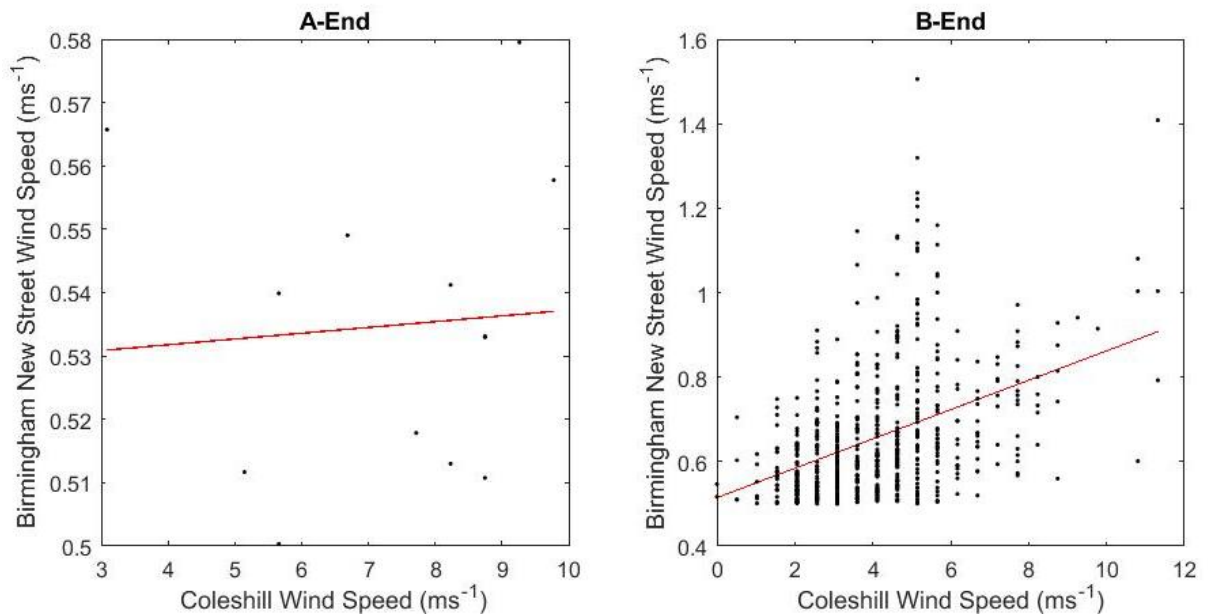 A-End
Birmingham New Street Wind Speed (ms⁻¹)
0.58
0.57
0.56
0.55
0.54
0.53
0.52
0.51
0.5
3 4 5 6 7 8 9 10
Coleshill Wind Speed (ms⁻¹)
B-End
Birmingham New Street Wind Speed (ms⁻¹)
1.6
1.4
1.2
1
0.8
0.6
0.4
0 2 4 6 8 10 12
Coleshill Wind Speed (ms⁻¹)